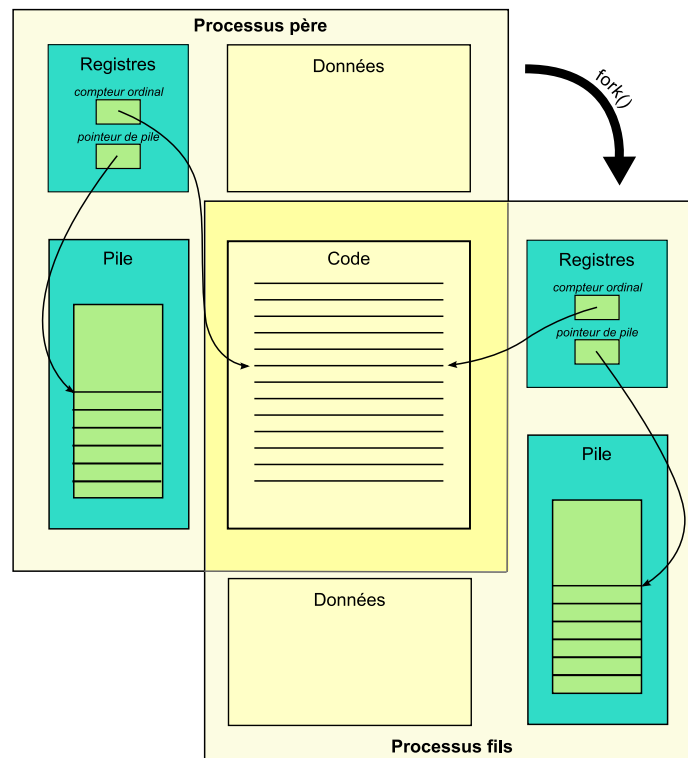 Processus père
Registres
compteur ordinal
pointeur de pile
Données
fork()
Pile
Code
Registres
compteur ordinal
pointeur de pile
Pile
Données
Processus fils